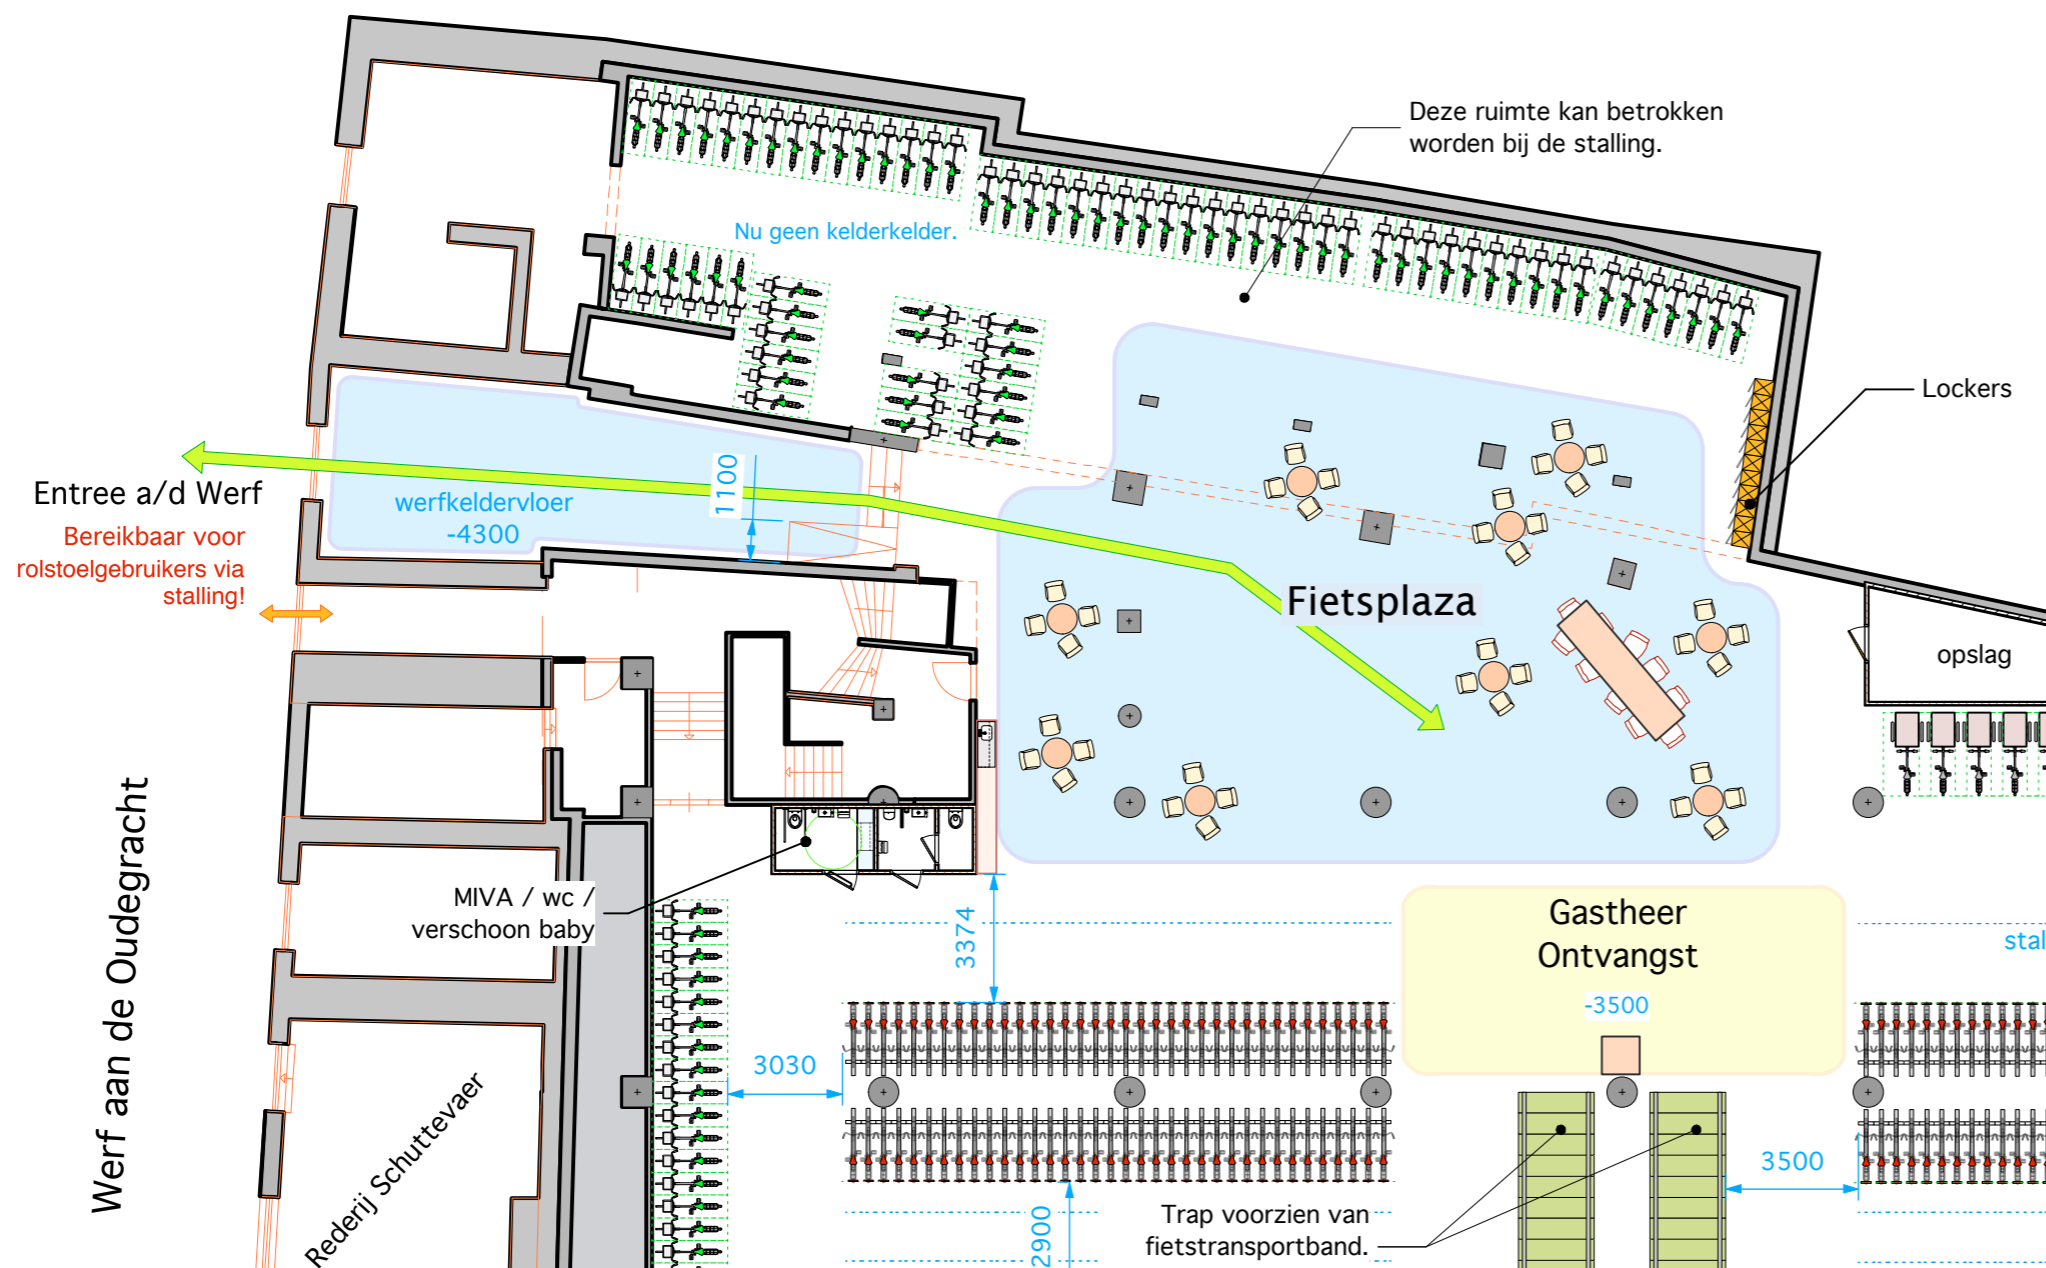 Deze ruimte kan betrokken
worden bij de stalling.
Nu geen kelderkelder.
Lockers
Entree a/d Werf
Bereikbaar voor
rolstoelgebruikers via
stalling!
werfkeldervloer
-4300
1100
Fietsplaza
opslag
MIVA / wc /
verschoon baby
3374
Gastheer
Ontvangst
-3500
stal
3030
3500
2900
Trap voorzien van
fietstransportband.
Werf aan de Oudegracht
Rederij Schuttevaer